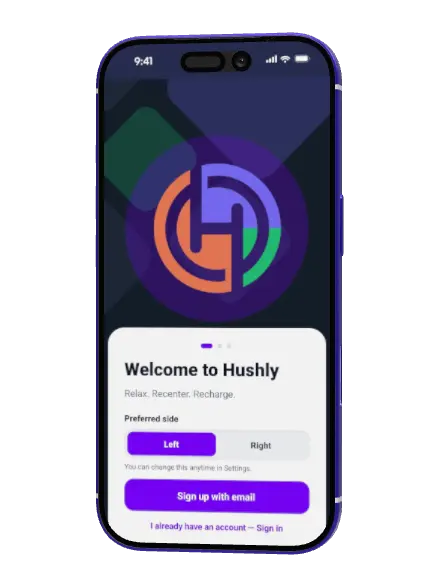 9:41
Welcome to Hushly
Relax. Recenter. Recharge.
Preferred side
Left Right
You can change this anytime in Settings.
Sign up with email
I already have an account — Sign in